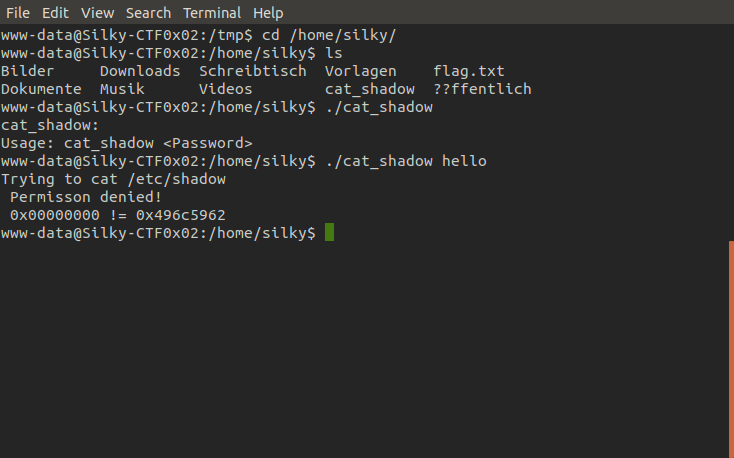 File Edit View Search Terminal Help
www-data@Silky-CTF0x02:/tmp$ cd /home/silky/
www-data@Silky-CTF0x02:/home/silky$ ls
Bilder     Downloads  Schreibtisch  Vorlagen    flag.txt
Dokumente  Musik      Videos        cat_shadow  ??ffentlich
www-data@Silky-CTF0x02:/home/silky$ ./cat_shadow
cat_shadow:
Usage: cat_shadow <Password>
www-data@Silky-CTF0x02:/home/silky$ ./cat_shadow hello
Trying to cat /etc/shadow
 Permisson denied!
 0x00000000 != 0x496c5962
www-data@Silky-CTF0x02:/home/silky$